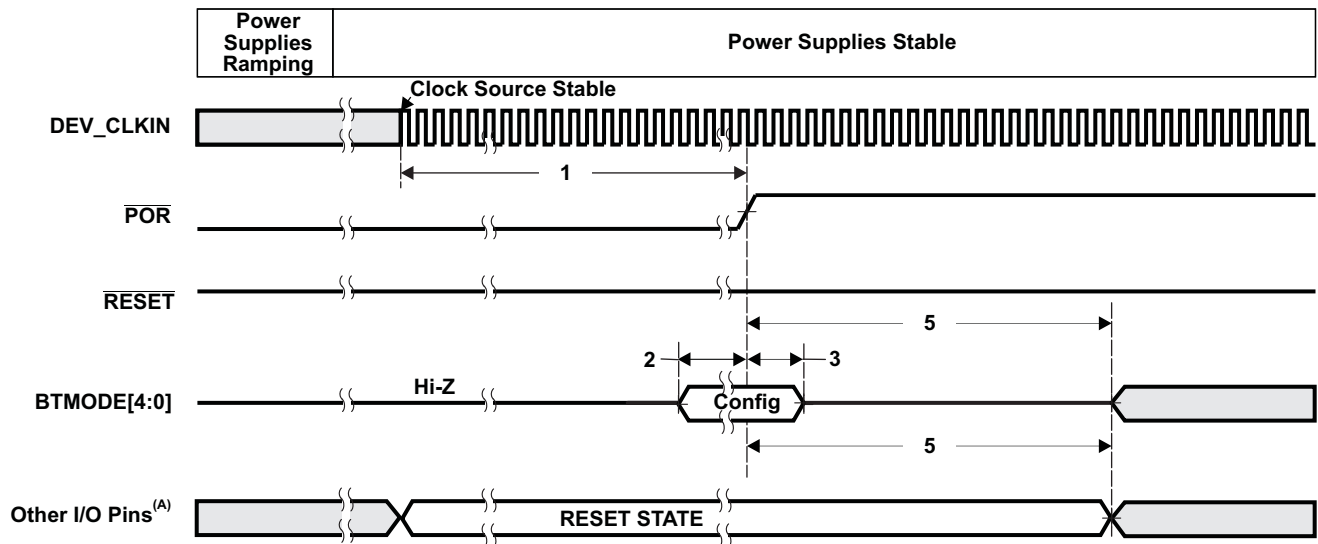 Power
Supplies
Ramping
Power Supplies Stable
Clock Source Stable
DEV_CLKIN
1
POR
RESET
5
2
3
Hi-Z
BTMODE[4:0]
Config
5
Other I/O Pins(A)
RESET STATE